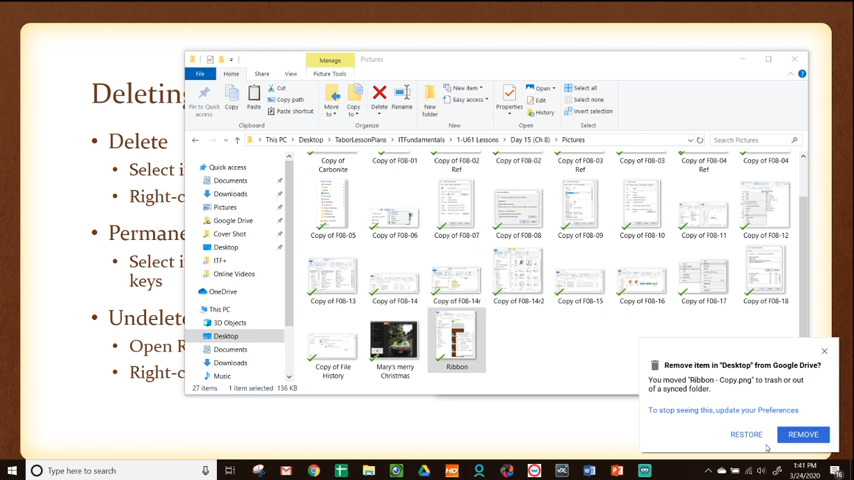 Deleting
• Delete
• Select i
• Right-c
• Permane
• Select i
keys
• Undelete
• Open R
• Right-c
Manage
Pictures
File
Home
Share
View
Picture Tools
Pin to Quick access
Copy
Paste
Cut
Copy path
Paste shortcut
Clipboard
Move to
Copy to
Delete
Rename
Organize
New folder
New item
Easy access
New
Properties
Open
Edit
History
Open
Select all
Select none
Invert selection
Select
This PC > Desktop > TaborLessonPlans > ITFundamentals > 1-U61 Lessons > Day 15 (Ch 8) > Pictures
Search Pictures
Quick access
Documents
Downloads
Pictures
Google Drive
Cover Shot
Desktop
ITF+
Online Videos
OneDrive
This PC
3D Objects
Desktop
Documents
Downloads
Music
Copy of Carbonite
Copy of F08-01
Copy of F08-01 Ref
Copy of F08-02
Copy of F08-03 Ref
Copy of F08-03
Copy of F08-04 Ref
Copy of F08-04
Copy of F08-05
Copy of F08-06
Copy of F08-07
Copy of F08-08
Copy of F08-09
Copy of F08-10
Copy of F08-11
Copy of F08-12
Copy of F08-13
Copy of F08-14
Copy of F08-14r
Copy of F08-14r2
Copy of F08-15
Copy of F08-16
Copy of F08-17
Copy of F08-18
Copy of File History
Mary's merry Christmas
Ribbon
27 items
1 item selected 136 KB
Remove item in "Desktop" from Google Drive?
You moved "Ribbon - Copy.png" to trash or out
of a synced folder.
To stop seeing this, update your Preferences
RESTORE
REMOVE
Type here to search
1:41 PM
3/24/2020